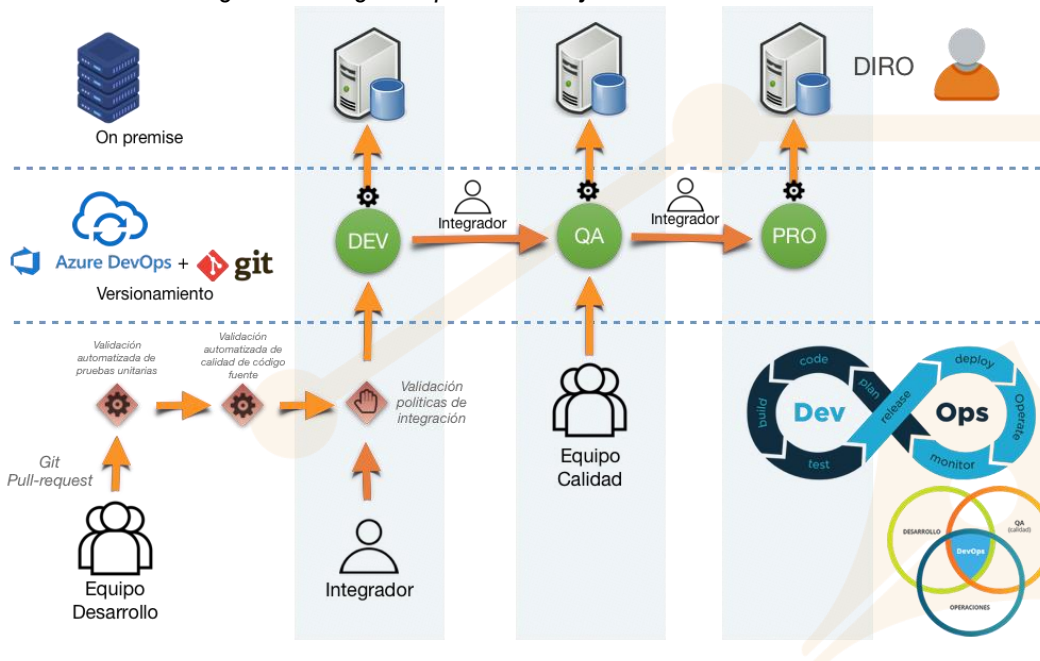 DIRO
On premise
Integrador
Integrador
DEV
QA
PRO
Azure DevOps + git
Versionamiento
Validación
automatizada de
pruebas unitarias
Validación
automatizada de
calidad de código
fuente
Validación
políticas de
integración
Git
Pull-request
Equipo
Desarrollo
Integrador
Equipo
Calidad
code
plan
build
test
Dev
release
Ops
deploy
Operate
monitor
DESARROLLO
QA
(calidad)
DevOps
OPERACIONES